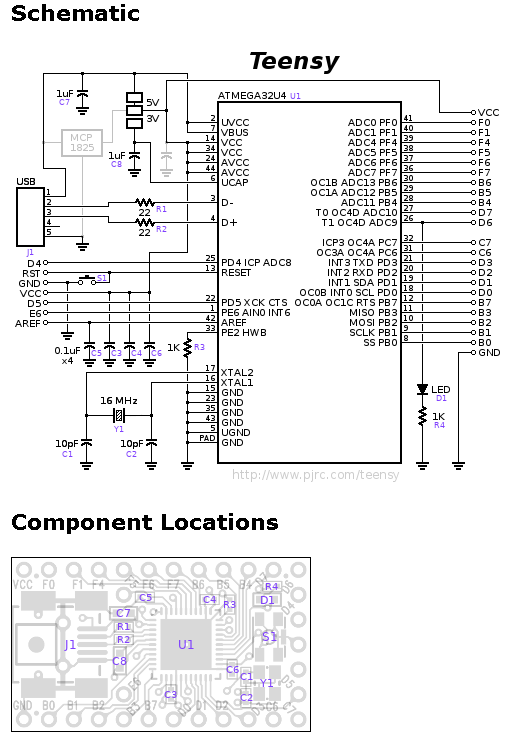 Schematic
Teensy
ATMEGA32U4 U1
1uF
C7
5V
3V
MCP
1825
1uF
C8
USB
1
2
3
4
5
J1
R1
22
R2
22
2 UVCC
7 VBUS
14 VCC
34 VCC
24 AVCC
44 AVCC
6 UCAP
3 D-
4 D+
25 PD4 ICP ADC8
13 RESET
22 PD5 XCK CTS
1 PE6 AIN0 INT6
42 AREF
33 PE2 HWB
17 XTAL2
16 XTAL1
15 GND
23 GND
35 GND
43 GND
5 UGND
PAD GND
D4
RST
GND
S1
VCC
D5
E6
AREF
0.1uF
x4
C5
C3
C4
C6
1K R3
16 MHz
Y1
10pF
C1
10pF
C2
VCC
ADC0 PF0 41 F0
ADC1 PF1 40 F1
ADC4 PF4 39 F4
ADC5 PF5 38 F5
ADC6 PF6 37 F6
ADC7 PF7 36 F7
OC1B ADC13 PB6 30 B6
OC1A ADC12 PB5 29 B5
ADC11 PB4 28 B4
T0 OC4D ADC10 27 D7
T1 OC4D ADC9 26 D6
ICP3 OC4A PC7 32 C7
OC3A OC4A PC6 31 C6
INT3 TXD PD3 21 D3
INT2 RXD PD2 20 D2
INT1 SDA PD1 19 D1
OC0B INT0 SCL PD0 18 D0
OC0A OC1C RTS PB7 12 B7
MISO PB3 11 B3
MOSI PB2 10 B2
SCLK PB1 9 B1
SS PB0 8 B0
GND
LED
D1
1K
R4
http://www.pjrc.com/teensy
Component Locations
VCC F0 F1 F4 F6 F7 B6 B5 B4
C5
C4
R3
R4
D1
C7
R1
R2
C8
J1
U1
S1
C6
C1
Y1
C2
C3
GND B0 B1 B2 B7 D1 D2 C6 C7